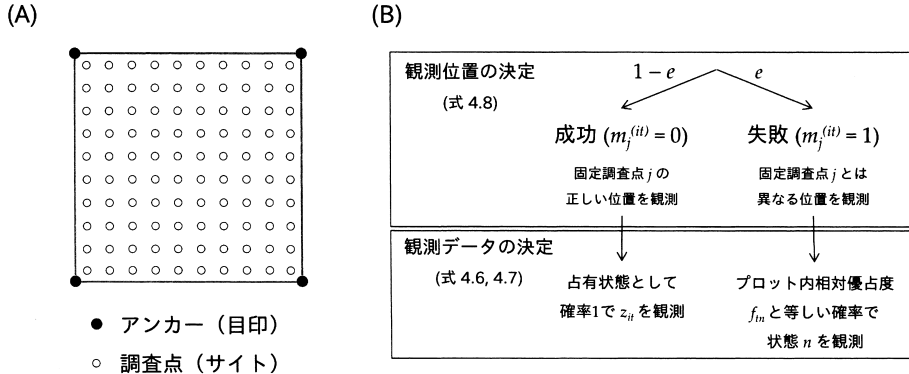 (A)
アンカー（目印）
調査点（サイト）
(B)
観測位置の決定
(式 4.8)
1 − e
e
成功 (m_j^(it) = 0)
失敗 (m_j^(it) = 1)
固定調査点 j の
正しい位置を観測
固定調査点 j とは
異なる位置を観測
観測データの決定
(式 4.6, 4.7)
占有状態として
確率1で z_it を観測
プロット内相対優占度
f_tn と等しい確率で
状態 n を観測